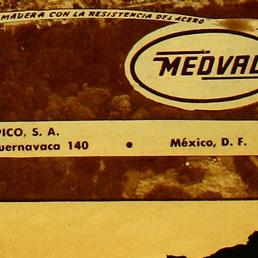 MADERA CON LA RESISTENCIA DEL ACERO
MEDVAL
PICO, S. A.
uernavaca 140 • México, D. F.